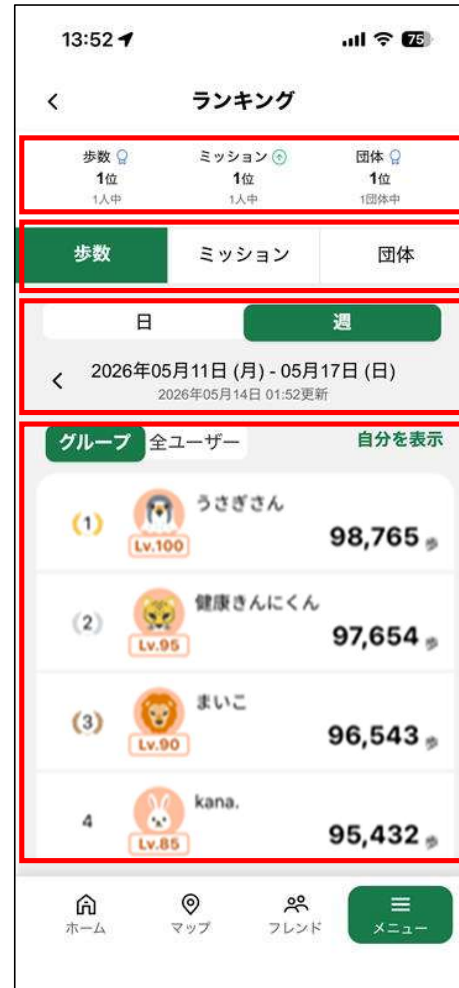 13:52 75
ランキング
歩数 ミッション 団体
1位 1位 1位
1人中 1人中 1団体中
歩数 ミッション 団体
日 週
2026年05月11日 (月) - 05月17日 (日)
2026年05月14日 01:52更新
グループ 全ユーザー 自分を表示
(1) うさぎさん
Lv.100 98,765 歩
(2) 健康きんにくん
Lv.95 97,654 歩
(3) まいこ
Lv.90 96,543 歩
4 kana.
Lv.85 95,432 歩
ホーム マップ フレンド メニュー